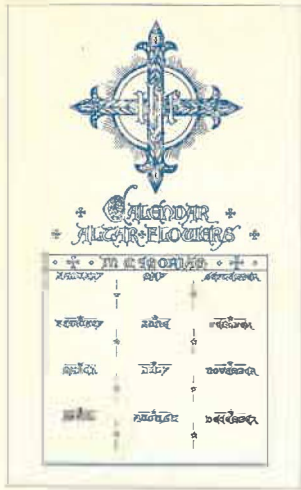 CALENDAR
ALTAR FLOWERS
IN MEMORIAM
JANUARY MAY SEPTEMBER
FEBRUARY JUNE OCTOBER
MARCH JULY NOVEMBER
AUGUST DECEMBER